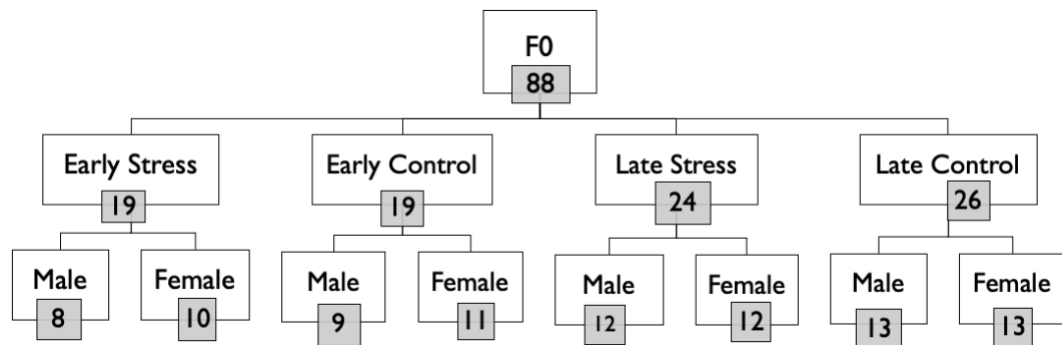 F0
88
Early Stress
19
Early Control
19
Late Stress
24
Late Control
26
Male
8
Female
10
Male
9
Female
11
Male
12
Female
12
Male
13
Female
13